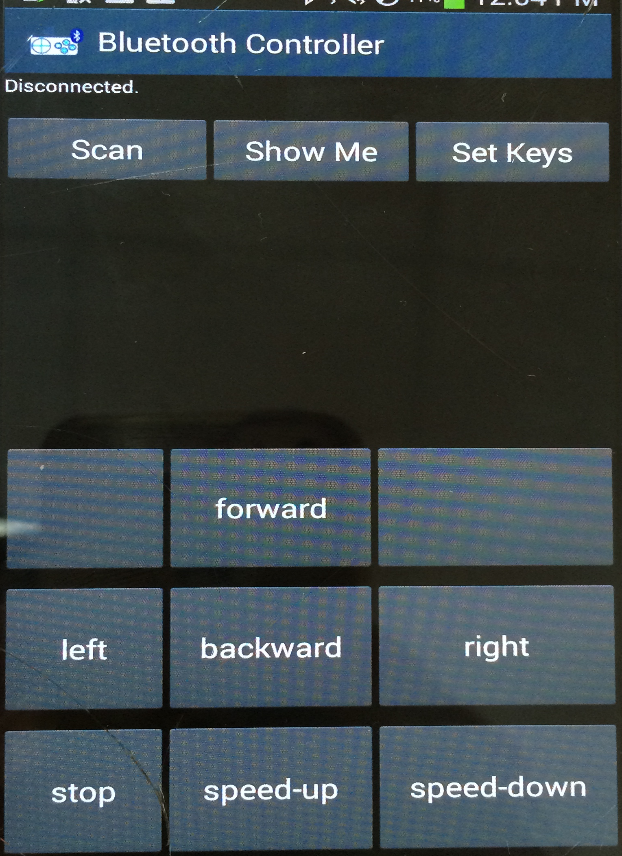 Bluetooth Controller
Disconnected.
Scan Show Me Set Keys
forward
left backward right
stop speed-up speed-down